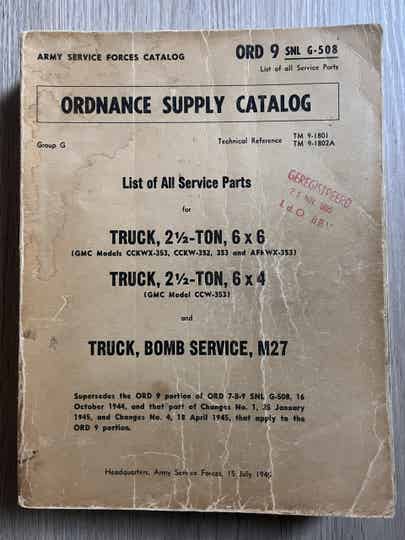 ARMY SERVICE FORCES CATALOG
ORD 9 SNL G-508
List of all Service Parts
ORDNANCE SUPPLY CATALOG
Group G
Technical Reference TM 9-1801
TM 9-1802A
List of All Service Parts
for
GEREGISTREERD
TRUCK, 2½-TON, 6 x 6
(GMC Models CCKWX-353, CCKW-352, 353 and AFKWX-353)
TRUCK, 2½-TON, 6 x 4
(GMC Model CCW-353)
and
TRUCK, BOMB SERVICE, M27
Supersedes the ORD 9 portion of ORD 7-8-9 SNL G-508, 16
October 1944, and that part of Changes No. 1, 15 January
1945, and Changes No. 4, 18 April 1945, that apply to the
ORD 9 portion.
Headquarters, Army Service Forces, 15 July